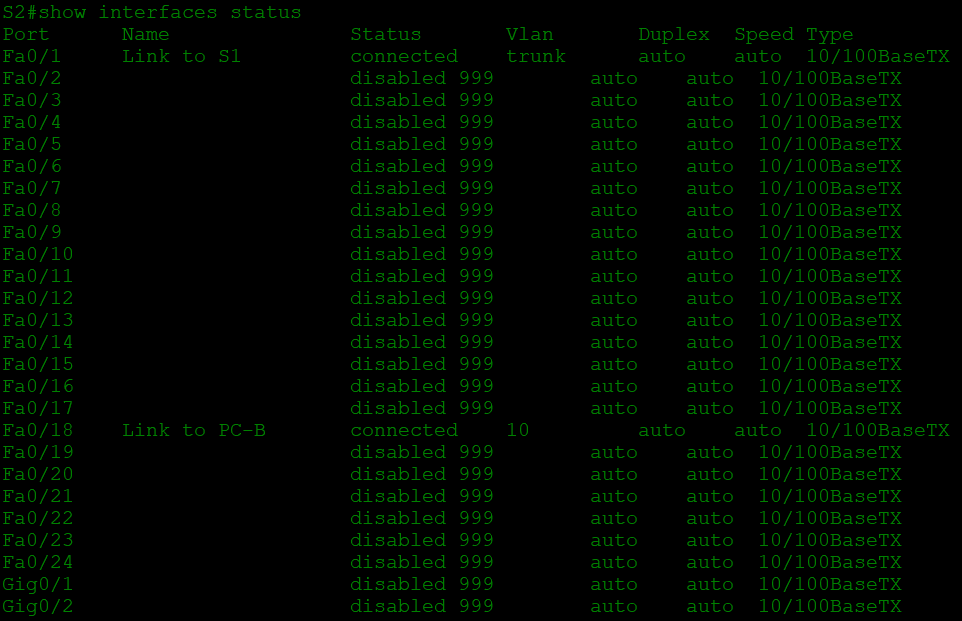 S2#show interfaces status
Port      Name               Status       Vlan       Duplex  Speed Type
Fa0/1     Link to S1         connected    trunk      auto    auto  10/100BaseTX
Fa0/2                        disabled 999        auto    auto  10/100BaseTX
Fa0/3                        disabled 999        auto    auto  10/100BaseTX
Fa0/4                        disabled 999        auto    auto  10/100BaseTX
Fa0/5                        disabled 999        auto    auto  10/100BaseTX
Fa0/6                        disabled 999        auto    auto  10/100BaseTX
Fa0/7                        disabled 999        auto    auto  10/100BaseTX
Fa0/8                        disabled 999        auto    auto  10/100BaseTX
Fa0/9                        disabled 999        auto    auto  10/100BaseTX
Fa0/10                       disabled 999        auto    auto  10/100BaseTX
Fa0/11                       disabled 999        auto    auto  10/100BaseTX
Fa0/12                       disabled 999        auto    auto  10/100BaseTX
Fa0/13                       disabled 999        auto    auto  10/100BaseTX
Fa0/14                       disabled 999        auto    auto  10/100BaseTX
Fa0/15                       disabled 999        auto    auto  10/100BaseTX
Fa0/16                       disabled 999        auto    auto  10/100BaseTX
Fa0/17                       disabled 999        auto    auto  10/100BaseTX
Fa0/18    Link to PC-B       connected    10         auto    auto  10/100BaseTX
Fa0/19                       disabled 999        auto    auto  10/100BaseTX
Fa0/20                       disabled 999        auto    auto  10/100BaseTX
Fa0/21                       disabled 999        auto    auto  10/100BaseTX
Fa0/22                       disabled 999        auto    auto  10/100BaseTX
Fa0/23                       disabled 999        auto    auto  10/100BaseTX
Fa0/24                       disabled 999        auto    auto  10/100BaseTX
Gig0/1                       disabled 999        auto    auto  10/100BaseTX
Gig0/2                       disabled 999        auto    auto  10/100BaseTX